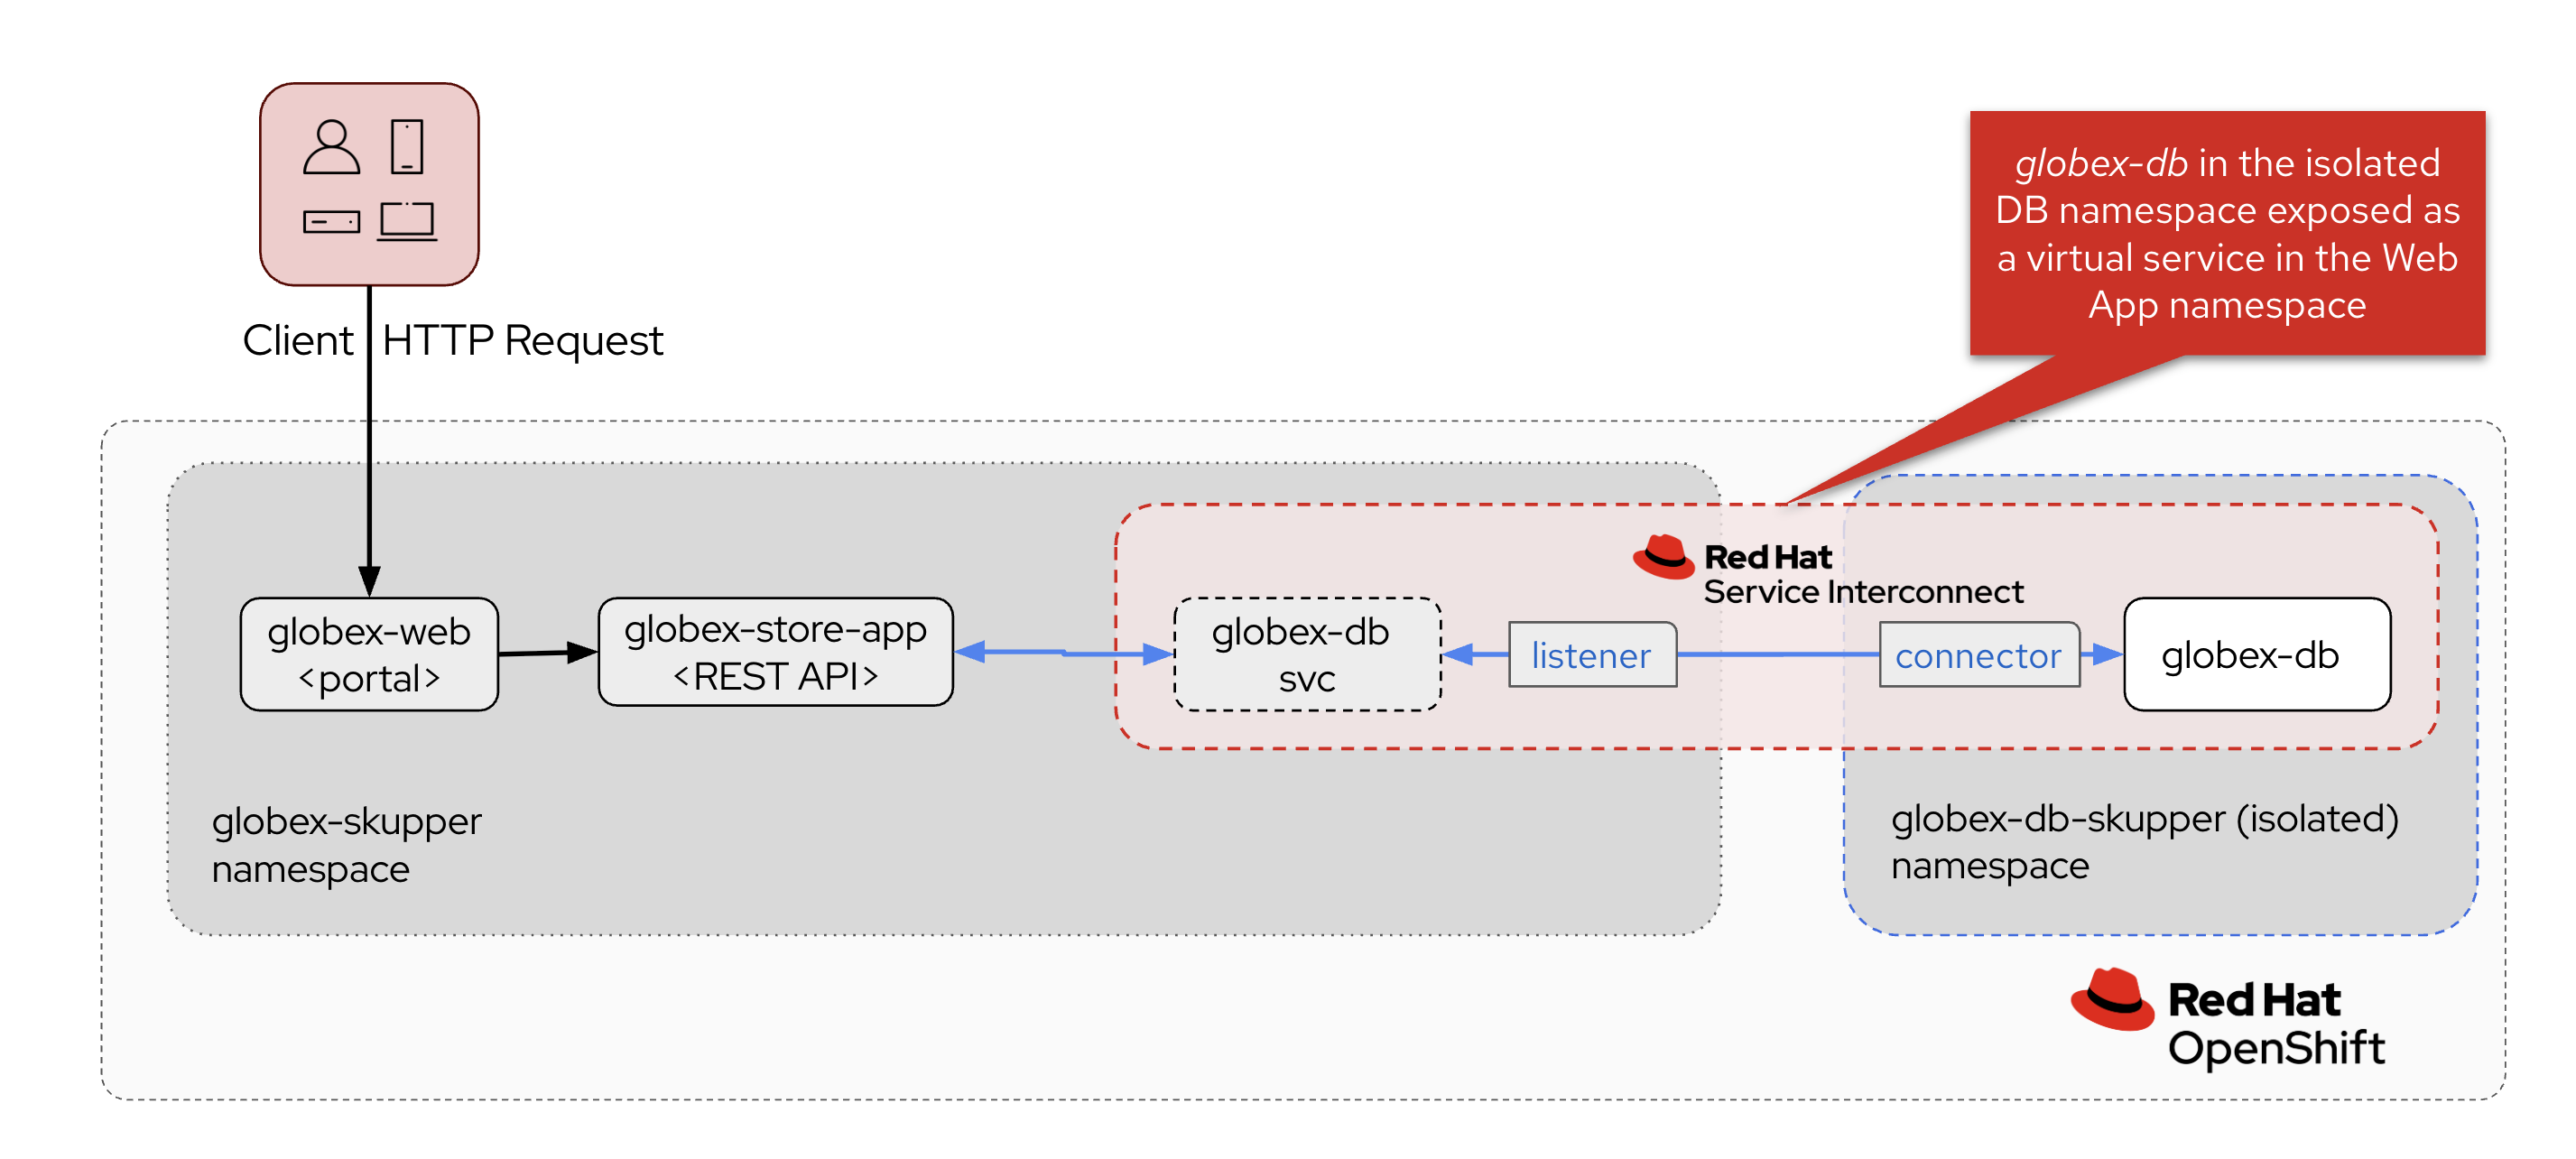 globex-db in the isolated
DB namespace exposed as
a virtual service in the Web
App namespace
Client HTTP Request
Red Hat
Service Interconnect
globex-web
<portal>
globex-store-app
<REST API>
globex-db
svc
listener
connector
globex-db
globex-skupper
namespace
globex-db-skupper (isolated)
namespace
Red Hat
OpenShift